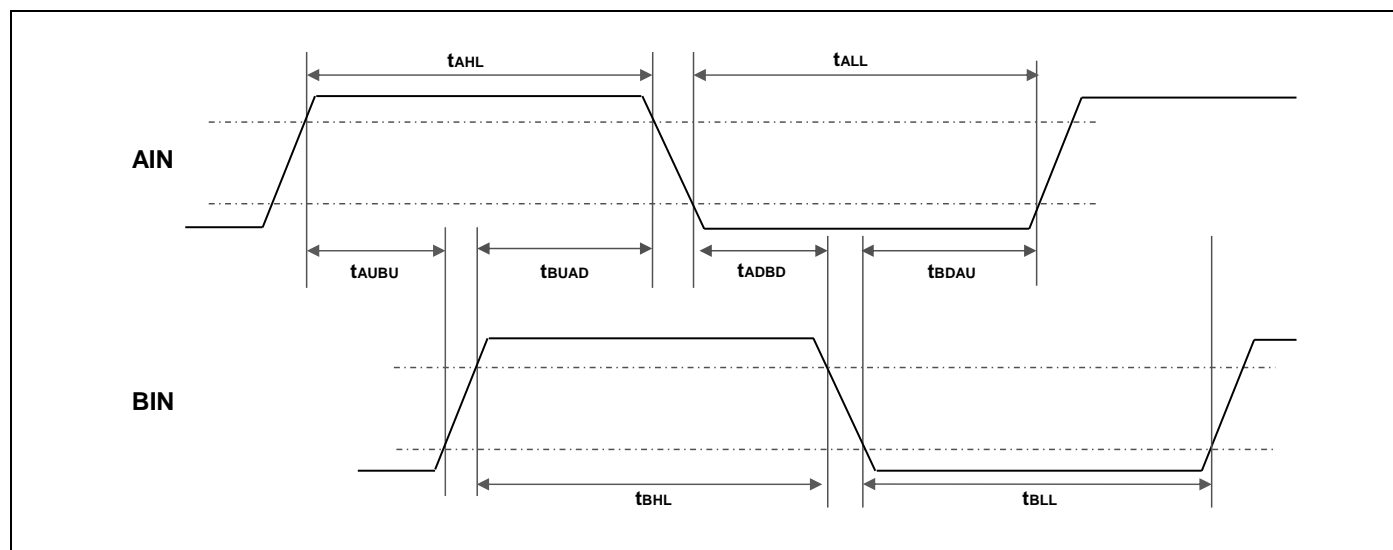 tAHL
tALL
AIN
tAUBU
tBUAD
tADBD
tBDAU
BIN
tBHL
tBLL